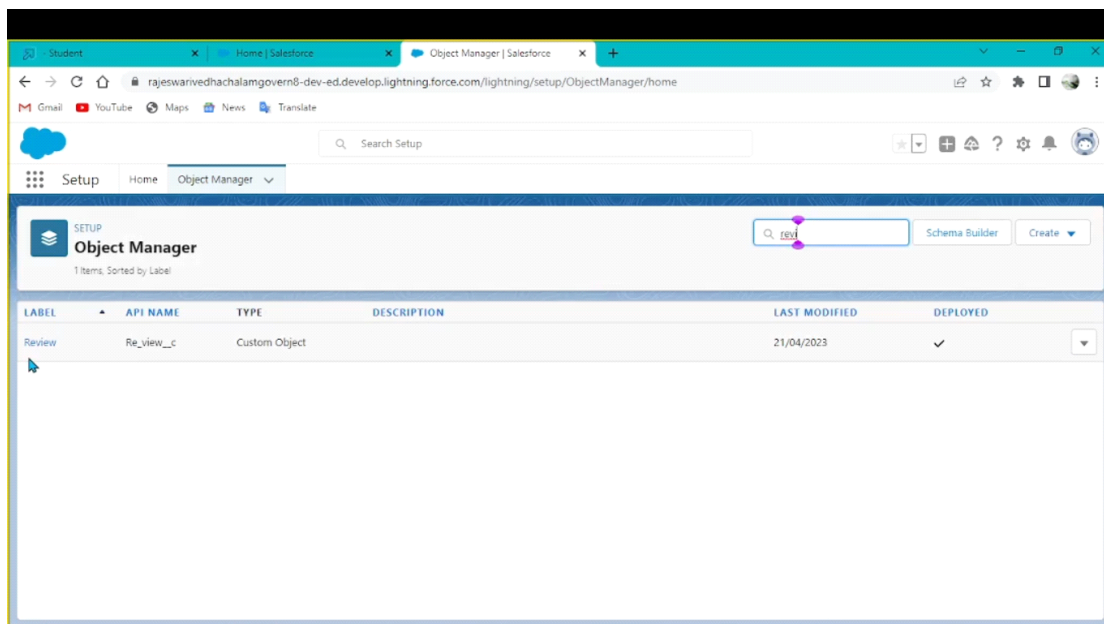 - Student
Home | Salesforce
Object Manager | Salesforce
rajeswarivedhachalamgovern8-dev-ed.develop.lightning.force.com/lightning/setup/ObjectManager/home
Gmail YouTube Maps News Translate
Search Setup
Setup Home Object Manager
SETUP
Object Manager
1 Items, Sorted by Label
revi
Schema Builder
Create
LABEL API NAME TYPE DESCRIPTION LAST MODIFIED DEPLOYED
Review Re_view__c Custom Object 21/04/2023